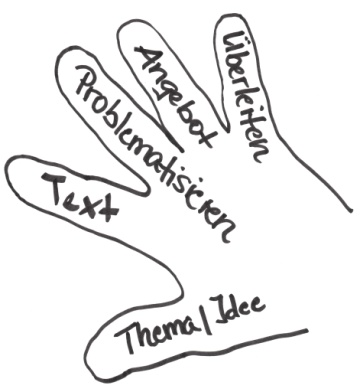 Thema/Idee
Text
Problematisieren
Angebot
Überleiten